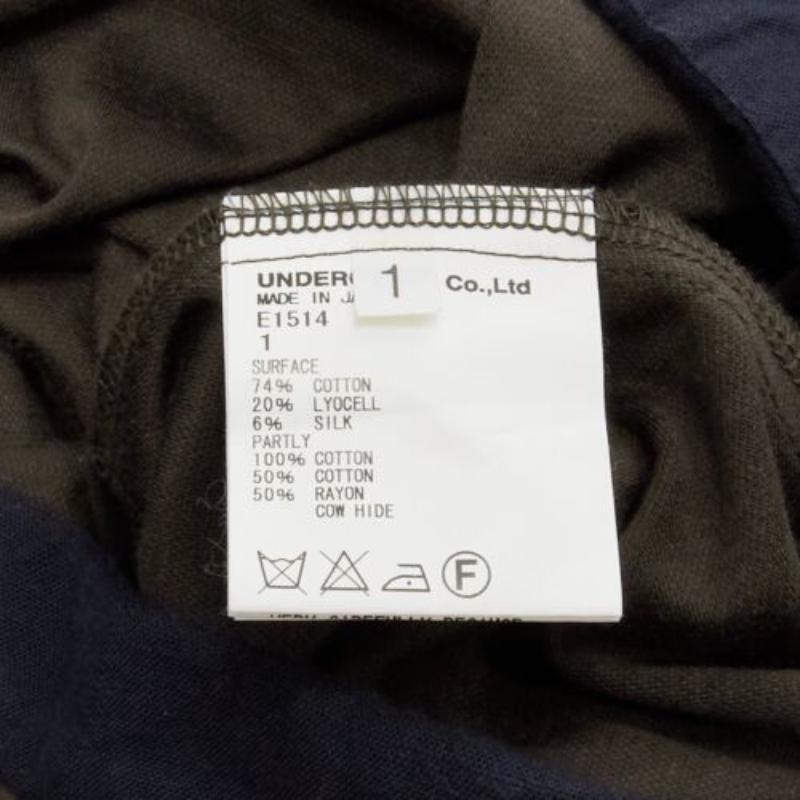 UNDERC 1 Co.,Ltd
MADE IN JA
E1514
1
SURFACE
74% COTTON
20% LYOCELL
6% SILK
PARTLY
100% COTTON
50% COTTON
50% RAYON
COW HIDE
F